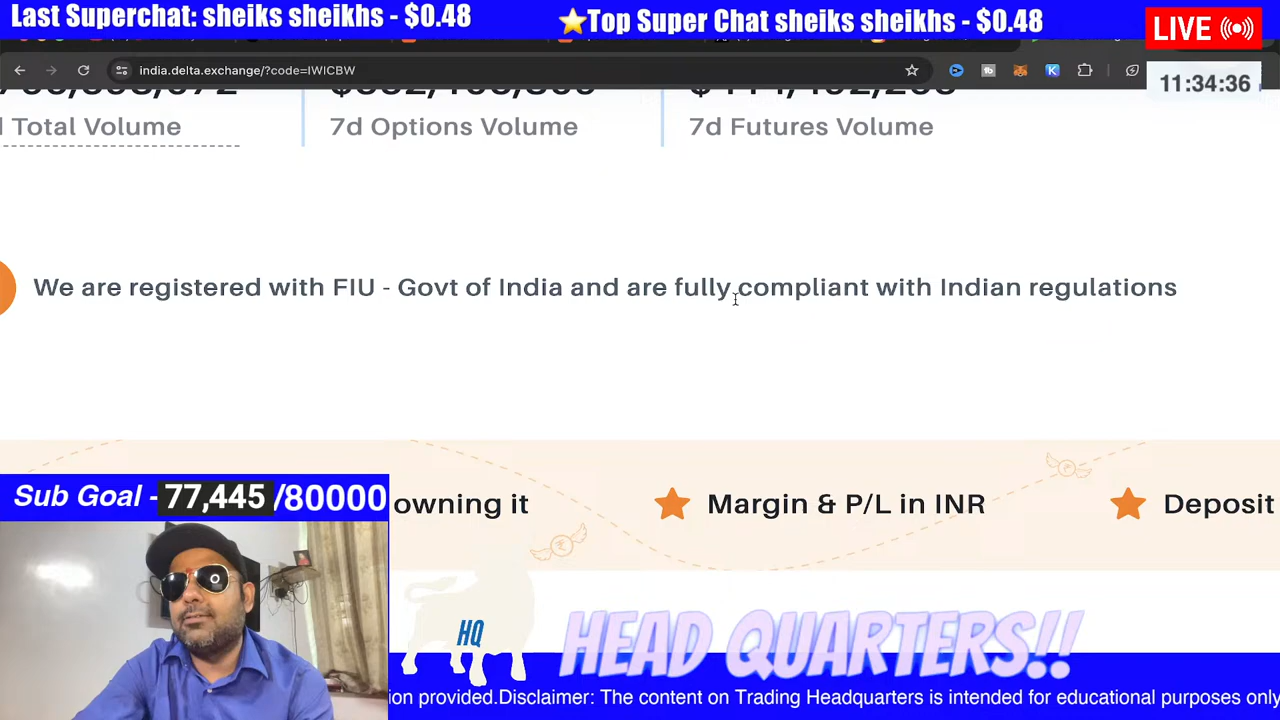 Last Superchat: sheiks sheikhs - $0.48
⭐Top Super Chat sheiks sheikhs - $0.48
LIVE
india.delta.exchange/?code=IWICBW
11:34:36
Total Volume
7d Options Volume
7d Futures Volume
We are registered with FIU - Govt of India and are fully compliant with Indian regulations
Sub Goal - 77,445 /80000
owning it
Margin & P/L in INR
Deposit
HQ
HEAD QUARTERS!!
ion provided.Disclaimer: The content on Trading Headquarters is intended for educational purposes only